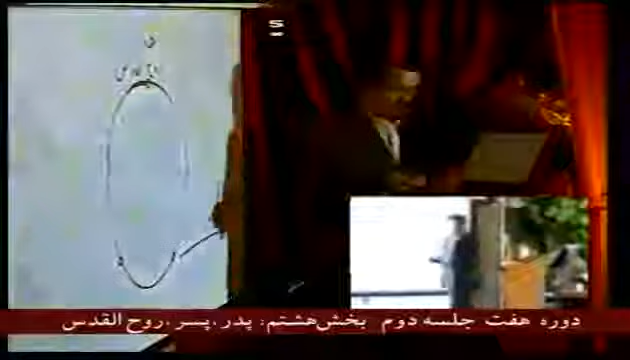 دوره هفت جلسه دوم بخش هشتم: پدر، پسر، روح القدس